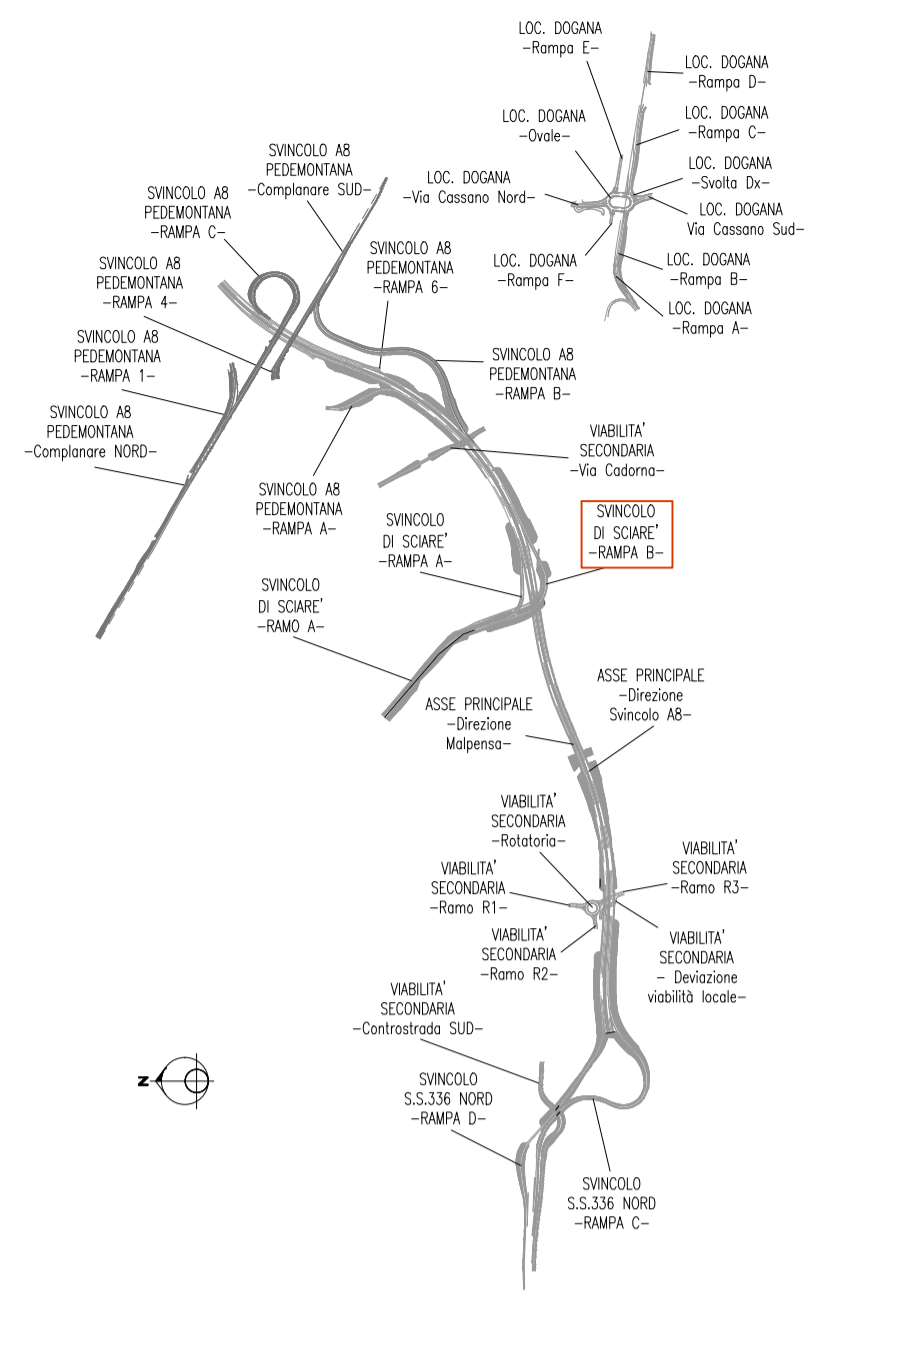 LOC. DOGANA
-Rampa E-
LOC. DOGANA
-Rampa D-
LOC. DOGANA
-Ovale-
LOC. DOGANA
-Rampa C-
LOC. DOGANA
-Via Cassano Nord-
LOC. DOGANA
-Svolta Dx-
LOC. DOGANA
Via Cassano Sud-
LOC. DOGANA
-Rampa F-
LOC. DOGANA
-Rampa B-
LOC. DOGANA
-Rampa A-
SVINCOLO A8
PEDEMONTANA
-Complanare SUD-
SVINCOLO A8
PEDEMONTANA
-RAMPA C-
SVINCOLO A8
PEDEMONTANA
-RAMPA 6-
SVINCOLO A8
PEDEMONTANA
-RAMPA 4-
SVINCOLO A8
PEDEMONTANA
-RAMPA 1-
SVINCOLO A8
PEDEMONTANA
-RAMPA B-
SVINCOLO A8
PEDEMONTANA
-Complanare NORD-
VIABILITA'
SECONDARIA
-Via Cadorna-
SVINCOLO A8
PEDEMONTANA
-RAMPA A-
SVINCOLO
DI SCIARE'
-RAMPA A-
SVINCOLO
DI SCIARE'
-RAMPA B-
SVINCOLO
DI SCIARE'
-RAMO A-
ASSE PRINCIPALE
-Direzione
Malpensa-
ASSE PRINCIPALE
-Direzione
Svincolo A8-
VIABILITA'
SECONDARIA
-Rotatoria-
VIABILITA'
SECONDARIA
-Ramo R1-
VIABILITA'
SECONDARIA
-Ramo R3-
VIABILITA'
SECONDARIA
-Ramo R2-
VIABILITA'
SECONDARIA
- Deviazione
viabilità locale-
VIABILITA'
SECONDARIA
-Controstrada SUD-
N
SVINCOLO
S.S.336 NORD
-RAMPA D-
SVINCOLO
S.S.336 NORD
-RAMPA C-